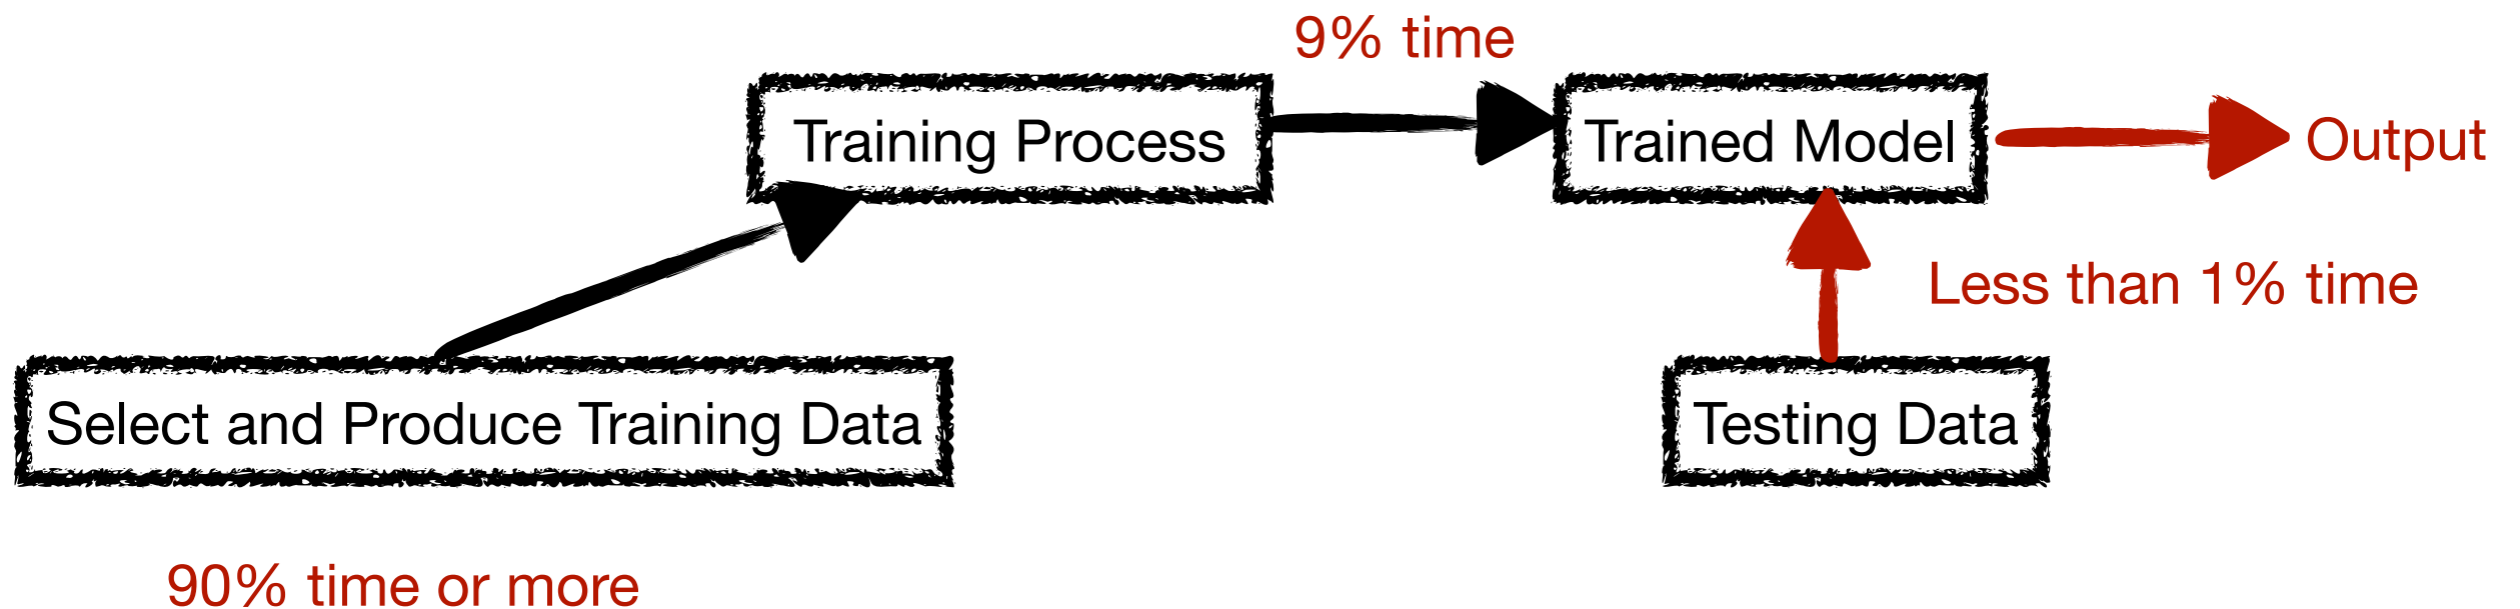 9% time
Training Process
Trained Model
Output
Less than 1% time
Select and Produce Training Data
Testing Data
90% time or more